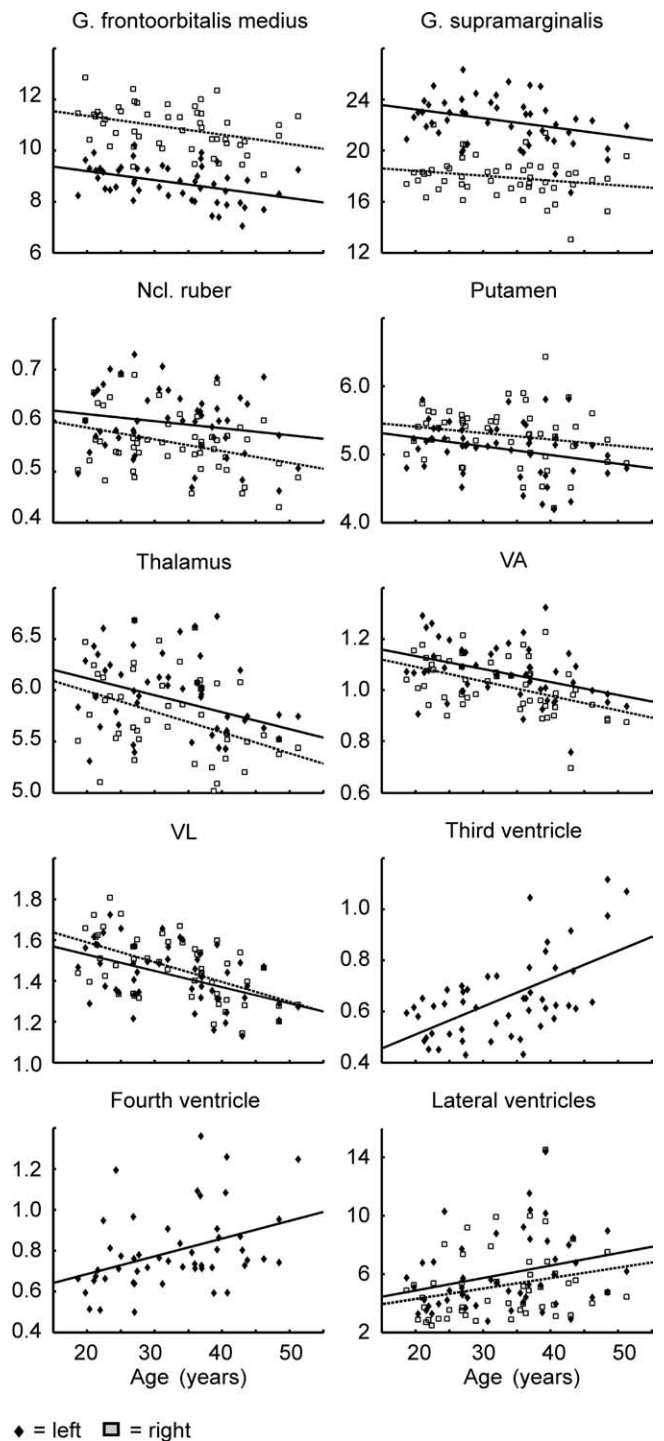 G. frontoorbitalis medius
G. supramarginalis
12
10
8
6
24
20
16
12
Ncl. ruber
Putamen
0.7
0.6
0.5
0.4
6.0
5.0
4.0
Thalamus
VA
6.5
6.0
5.5
5.0
1.2
1.0
0.8
0.6
VL
Third ventricle
1.8
1.6
1.4
1.2
1.0
1.0
0.8
0.6
0.4
Fourth ventricle
Lateral ventricles
1.2
1.0
0.8
0.6
0.4
14
10
6
2
20 30 40 50
20 30 40 50
Age (years)
Age (years)
♦ = left □ = right